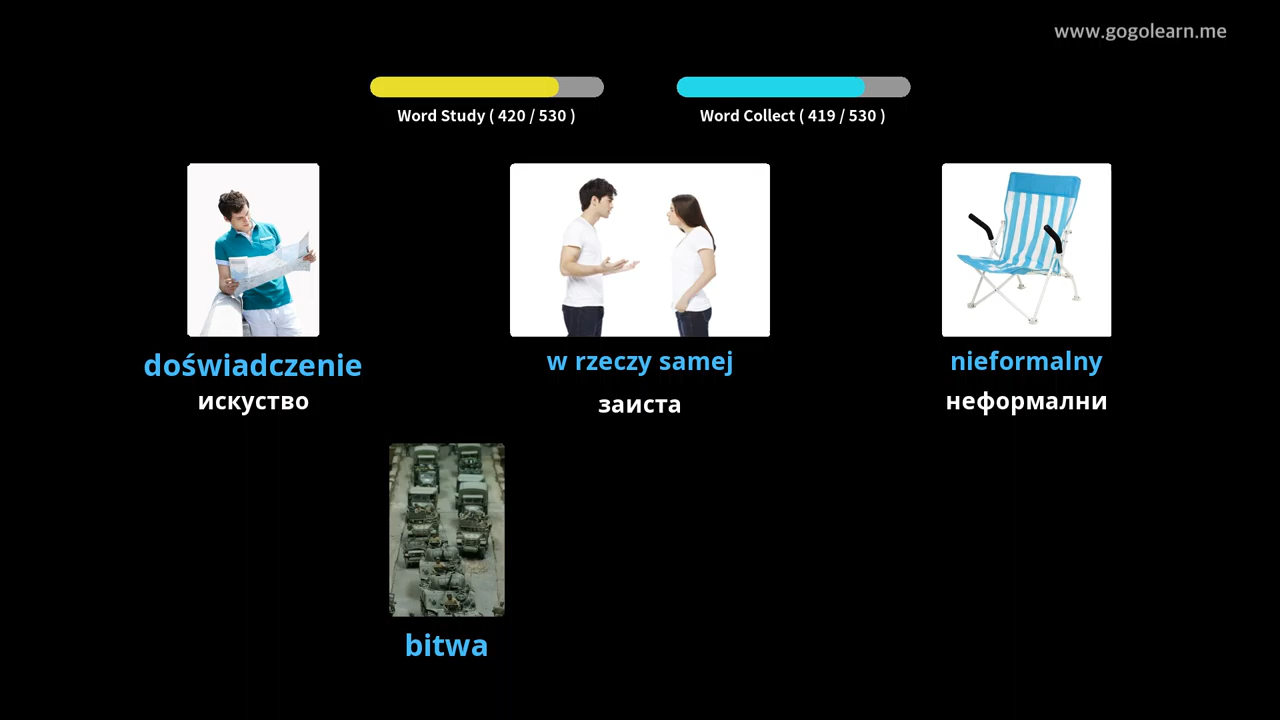 www.gogolearn.me
Word Study ( 420 / 530 )
Word Collect ( 419 / 530 )
doświadczenie
искуство
w rzeczy samej
заиста
nieformalny
неформални
bitwa